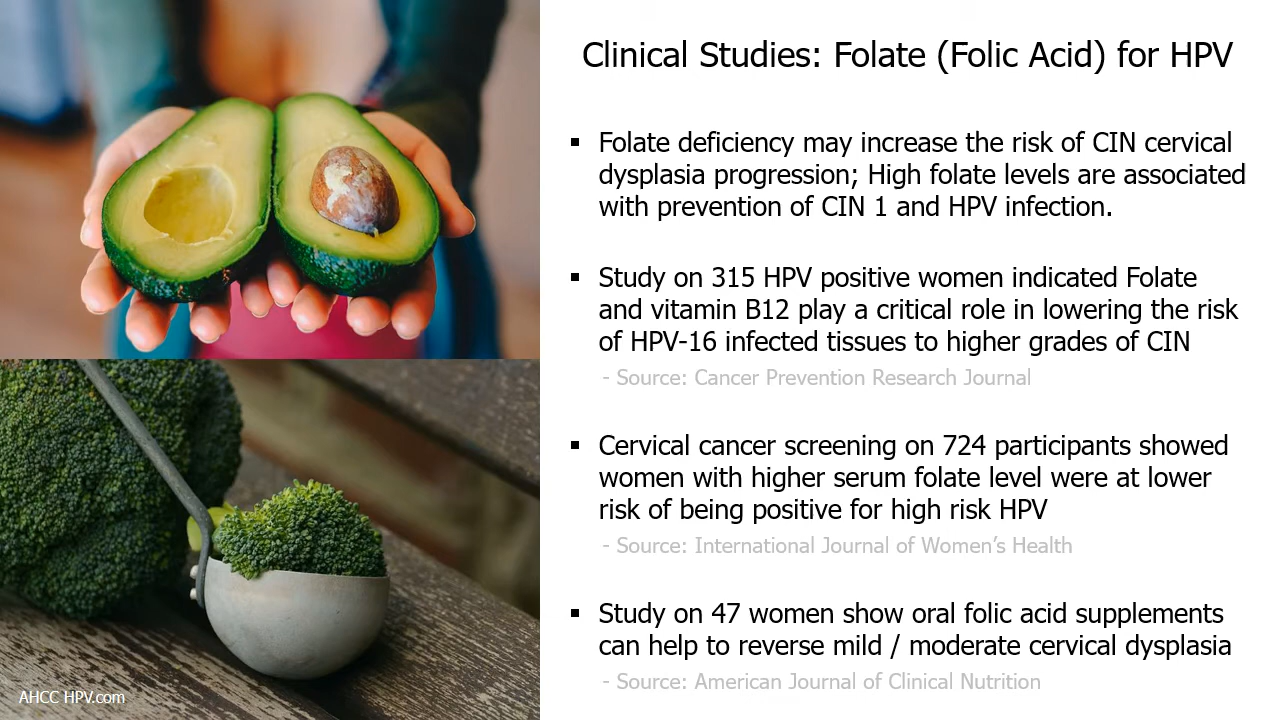 Clinical Studies: Folate (Folic Acid) for HPV
▪ Folate deficiency may increase the risk of CIN cervical
dysplasia progression; High folate levels are associated
with prevention of CIN 1 and HPV infection.
▪ Study on 315 HPV positive women indicated Folate
and vitamin B12 play a critical role in lowering the risk
of HPV-16 infected tissues to higher grades of CIN
- Source: Cancer Prevention Research Journal
▪ Cervical cancer screening on 724 participants showed
women with higher serum folate level were at lower
risk of being positive for high risk HPV
- Source: International Journal of Women’s Health
▪ Study on 47 women show oral folic acid supplements
can help to reverse mild / moderate cervical dysplasia
- Source: American Journal of Clinical Nutrition
AHCC HPV.com